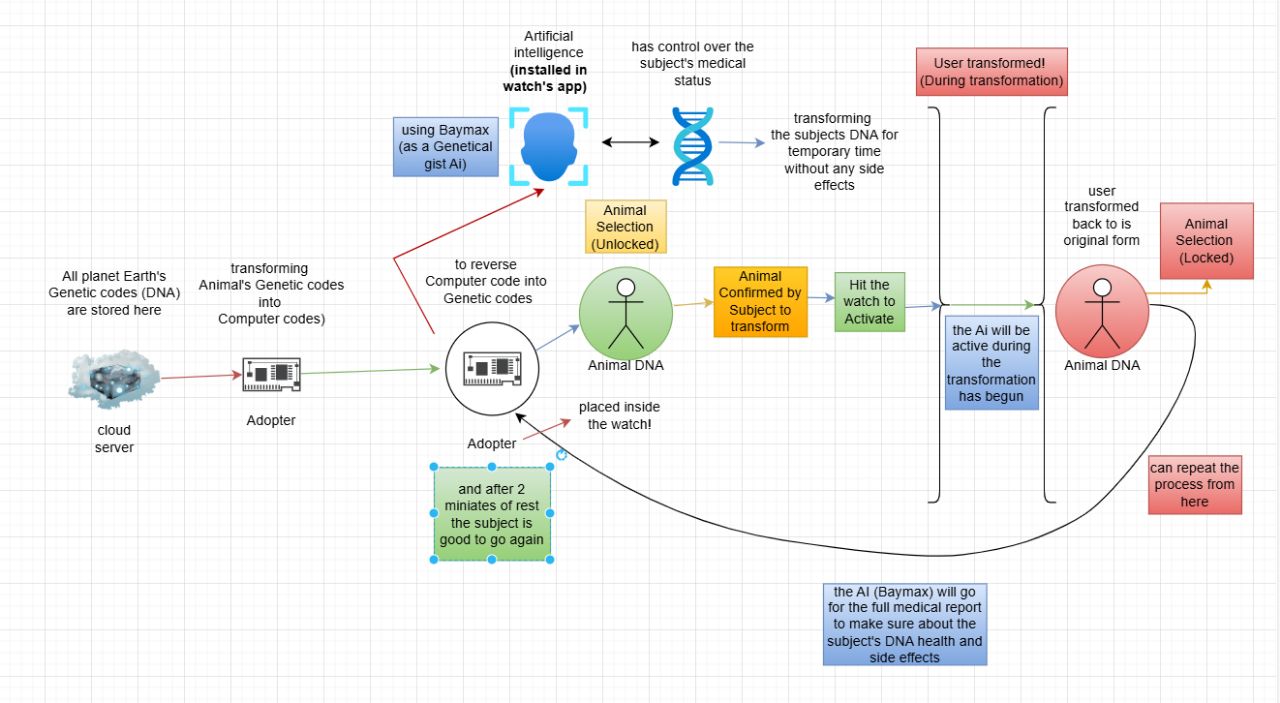 Artificial
intelligence
(installed in
watch's app)
has control over the
subject's medical
status
User transformed!
(During transformation)
using Baymax
(as a Genetical
gist Ai)
transforming
the subjects DNA for
temporary time
without any side
effects
Animal
Selection
(Unlocked)
user
transformed
back to is
original form
Animal
Selection
(Locked)
All planet Earth's
Genetic codes (DNA)
are stored here
transforming
Animal's Genetic codes
into
Computer codes)
to reverse
Computer code into
Genetic codes
Animal
Confirmed by
Subject to
transform
Hit the
watch to
Activate
the Ai will be
active during
the
transformation
has begun
Animal DNA
Animal DNA
cloud
server
Adopter
Adopter
placed inside
the watch!
and after 2
miniates of rest
the subject is
good to go again
can repeat the
process from
here
the AI (Baymax) will go
for the full medical report
to make sure about the
subject's DNA health and
side effects